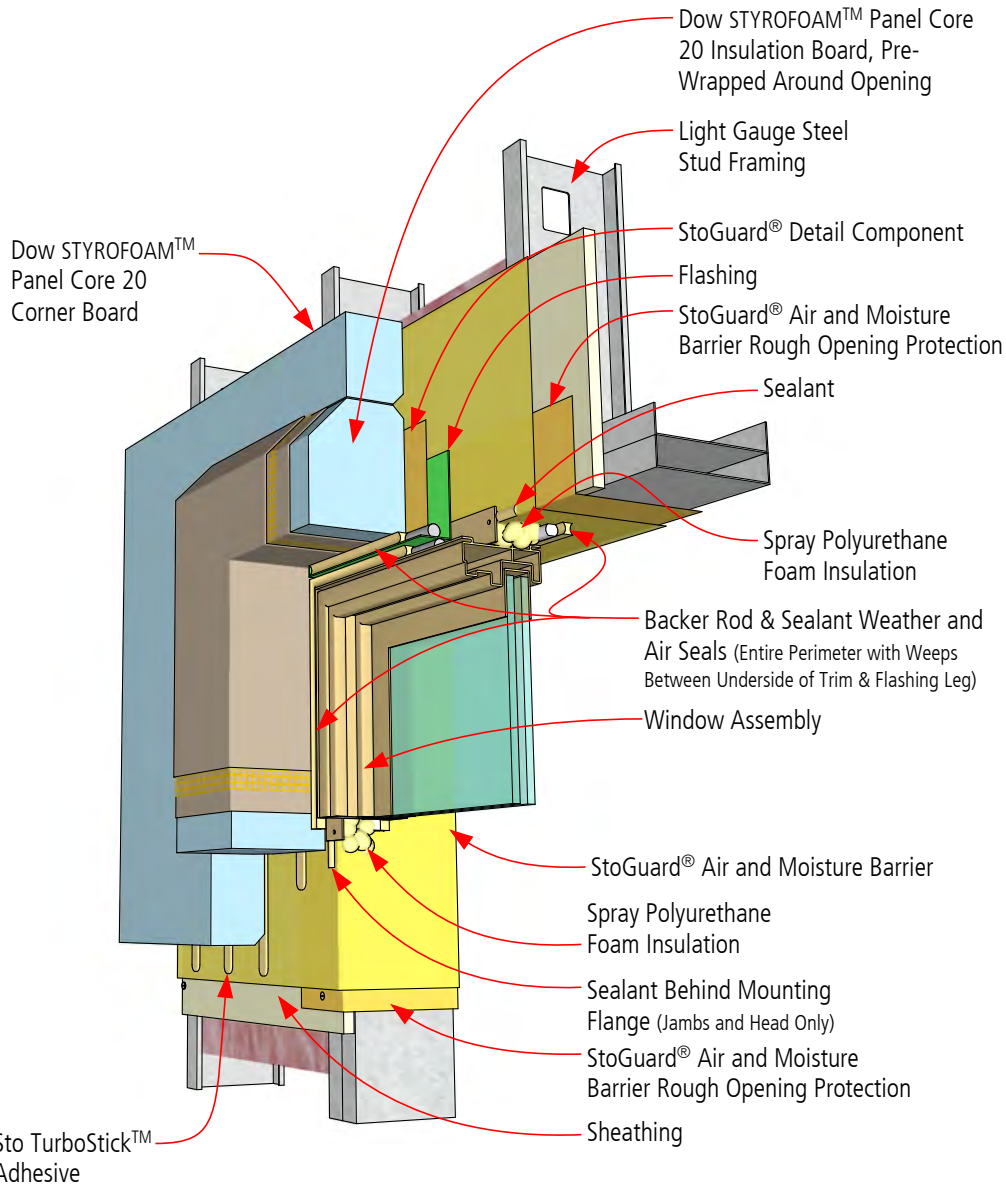 Dow STYROFOAM™ Panel Core
20 Insulation Board, Pre-
Wrapped Around Opening
Light Gauge Steel
Stud Framing
StoGuard® Detail Component
Flashing
StoGuard® Air and Moisture
Barrier Rough Opening Protection
Sealant
Dow STYROFOAM™
Panel Core 20
Corner Board
Spray Polyurethane
Foam Insulation
Backer Rod & Sealant Weather and
Air Seals (Entire Perimeter with Weeps
Between Underside of Trim & Flashing Leg)
Window Assembly
StoGuard® Air and Moisture Barrier
Spray Polyurethane
Foam Insulation
Sealant Behind Mounting
Flange (Jambs and Head Only)
StoGuard® Air and Moisture
Barrier Rough Opening Protection
Sheathing
Sto TurboStick™
Adhesive